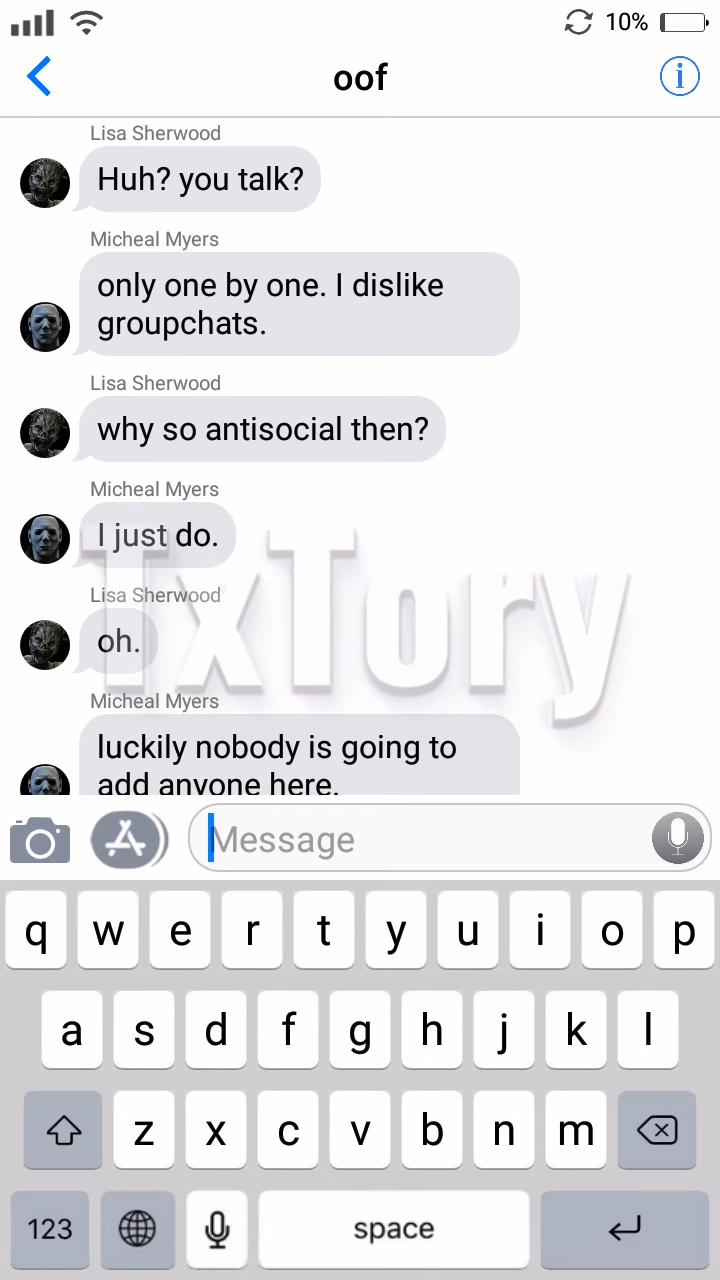 10%
oof
i
Lisa Sherwood
Huh? you talk?
Micheal Myers
only one by one. I dislike
groupchats.
Lisa Sherwood
why so antisocial then?
Micheal Myers
I just do.
Lisa Sherwood
oh.
Micheal Myers
luckily nobody is going to
add anyone here.
TxTory
Message
q w e r t y u i o p
a s d f g h j k l
z x c v b n m
123 space